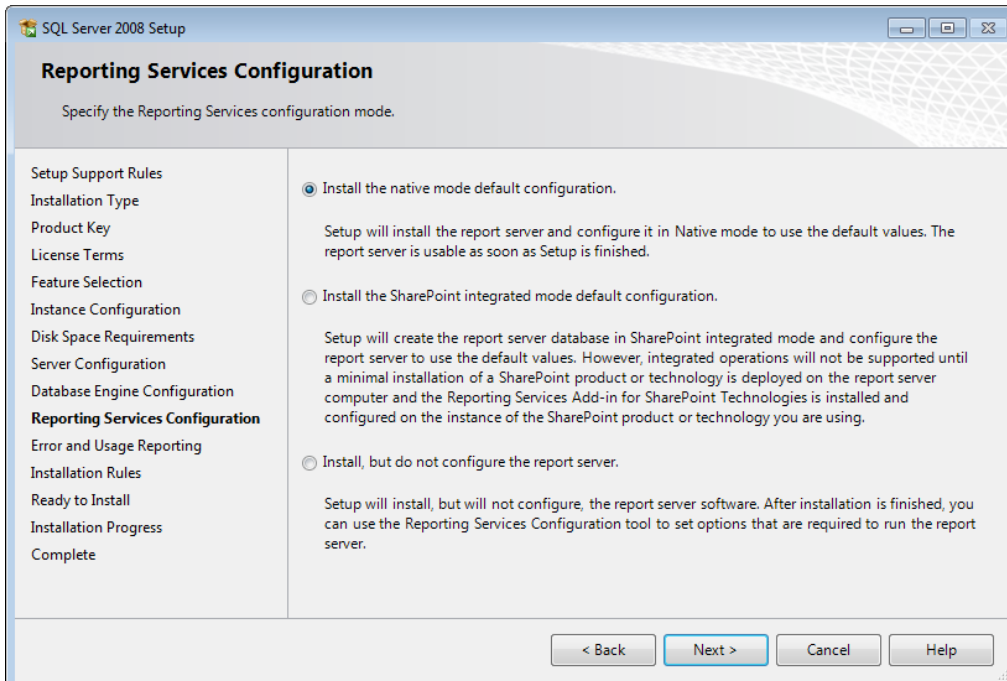 SQL Server 2008 Setup
Reporting Services Configuration
Specify the Reporting Services configuration mode.
Setup Support Rules
Installation Type
Product Key
License Terms
Feature Selection
Instance Configuration
Disk Space Requirements
Server Configuration
Database Engine Configuration
Reporting Services Configuration
Error and Usage Reporting
Installation Rules
Ready to Install
Installation Progress
Complete
Install the native mode default configuration.
Setup will install the report server and configure it in Native mode to use the default values. The
report server is usable as soon as Setup is finished.
Install the SharePoint integrated mode default configuration.
Setup will create the report server database in SharePoint integrated mode and configure the
report server to use the default values. However, integrated operations will not be supported until
a minimal installation of a SharePoint product or technology is deployed on the report server
computer and the Reporting Services Add-in for SharePoint Technologies is installed and
configured on the instance of the SharePoint product or technology you are using.
Install, but do not configure the report server.
Setup will install, but will not configure, the report server software. After installation is finished, you
can use the Reporting Services Configuration tool to set options that are required to run the report
server.
< Back
Next >
Cancel
Help